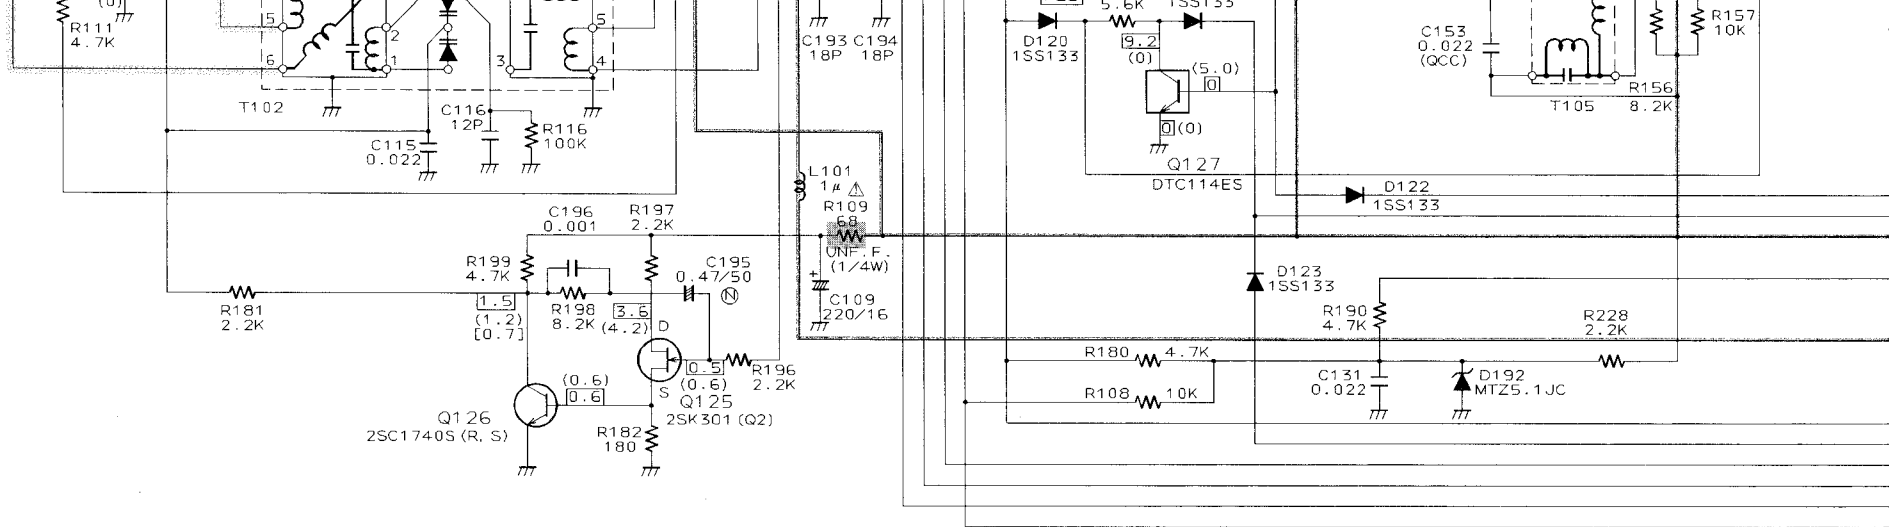 (0)
5
R111
4.7K
6
2
1
T102
C115
0.022
C116
12P
R116
100K
5
3
4
C193
18P
C194
18P
L101
1μ
R109
68
UNF.F.
(1/4W)
+
C109
220/16
C196
0.001
R197
2.2K
R199
4.7K
1.5
(1.2)
[0.7]
R198
8.2K
3.6
(4.2)
C195
0.47/50
N
R181
2.2K
D
S
0.5
(0.6)
Q125
2SK301(Q2)
R196
2.2K
(0.6)
0.6
Q126
2SC1740S(R,S)
R182
180
D120
1SS133
5.6K
1SS133
9.2
(0)
(5.0)
0
0
(0)
Q127
DTC114ES
D122
1SS133
D123
1SS133
C153
0.022
(QCC)
T105
R157
10K
R156
8.2K
R190
4.7K
R228
2.2K
R180 4.7K
R108 10K
C131
0.022
D192
MTZ5.1JC